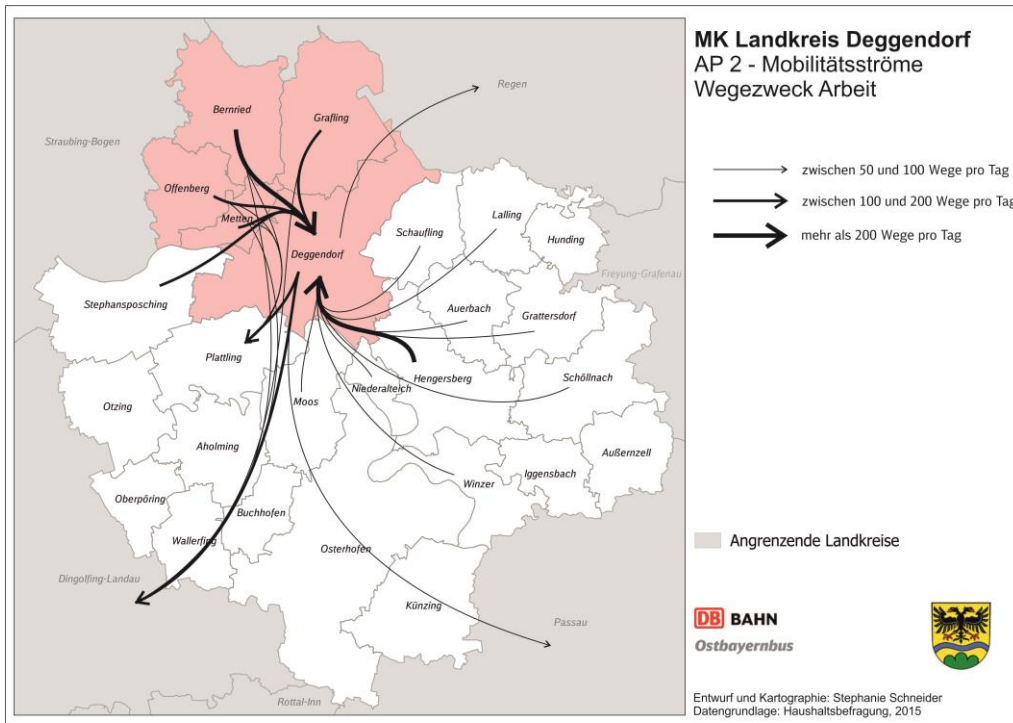 MK Landkreis Deggendorf
AP 2 - Mobilitätsströme
Wegezweck Arbeit
zwischen 50 und 100 Wege pro Tag
zwischen 100 und 200 Wege pro Tag
mehr als 200 Wege pro Tag
Angrenzende Landkreise
DB BAHN
Ostbayernbus
Entwurf und Kartographie: Stephanie Schneider
Datengrundlage: Haushaltsbefragung, 2015
Regen
Bernried
Grafling
Straubing-Bogen
Offenberg
Metten
Lalling
Schaufling
Hunding
Deggendorf
Freyung-Grafenau
Stephansposching
Auerbach
Grattersdorf
Plattling
Hengersberg
Niederalteich
Schöllnach
Moos
Otzing
Aholming
Außernzell
Iggensbach
Winzer
Oberpöring
Buchhofen
Wallerfing
Osterhofen
Dingolfing-Landau
Künzing
Passau
Rottal-Inn